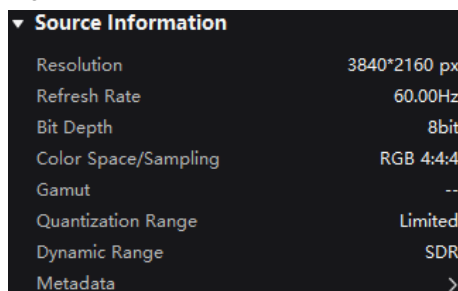 Source Information
Resolution 3840*2160 px
Refresh Rate 60.00Hz
Bit Depth 8bit
Color Space/Sampling RGB 4:4:4
Gamut --
Quantization Range Limited
Dynamic Range SDR
Metadata